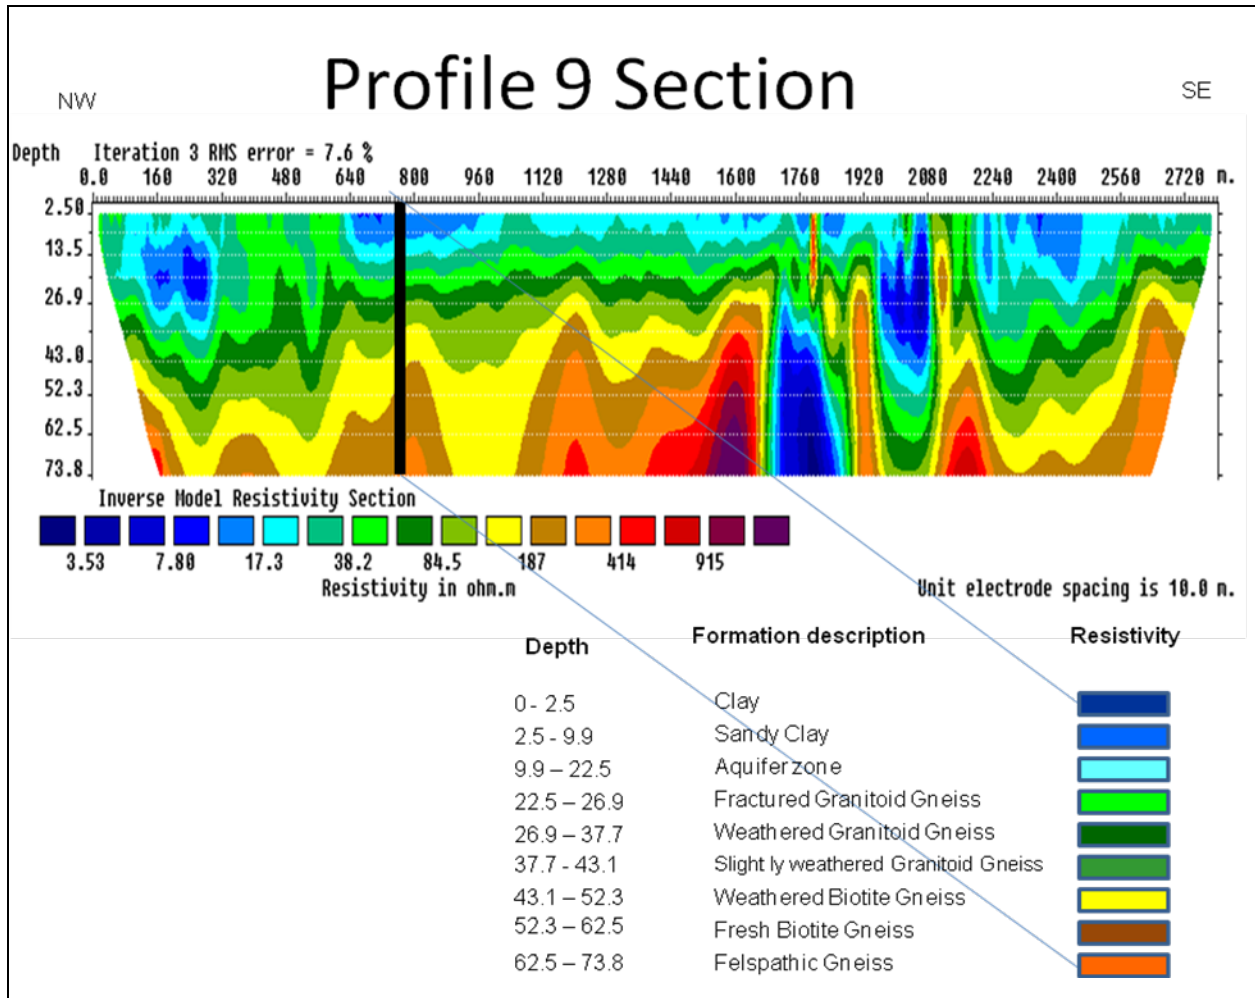 Profile 9 Section
NW
SE
Depth Iteration 3 RMS error = 7.6 %
0.0 160 320 480 640 800 960 1120 1280 1440 1600 1760 1920 2080 2240 2400 2560 2720 m.
2.50
13.5
26.9
43.0
52.3
62.5
73.8
Inverse Model Resistivity Section
3.53 7.80 17.3 38.2 84.5 187 414 915
Resistivity in ohm.m
Unit electrode spacing is 10.0 m.
Depth Formation description Resistivity
0 - 2.5 Clay
2.5 - 9.9 Sandy Clay
9.9 – 22.5 Aquifer zone
22.5 – 26.9 Fractured Granitoid Gneiss
26.9 – 37.7 Weathered Granitoid Gneiss
37.7 - 43.1 Slightly weathered Granitoid Gneiss
43.1 – 52.3 Weathered Biotite Gneiss
52.3 – 62.5 Fresh Biotite Gneiss
62.5 – 73.8 Felspathic Gneiss